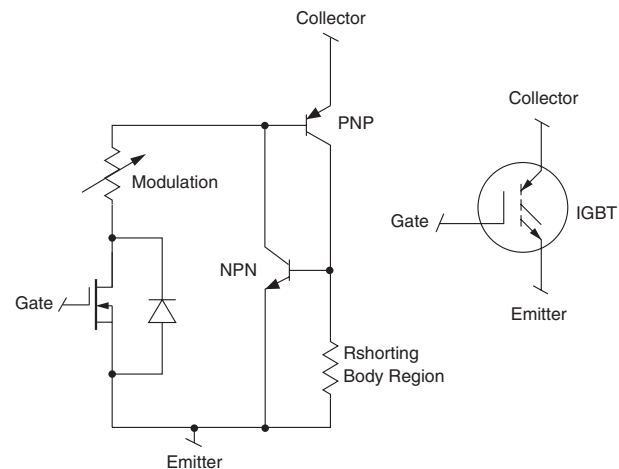 Collector
PNP
Modulation
NPN
Gate
Rshorting
Body Region
Emitter
Collector
IGBT
Gate
Emitter